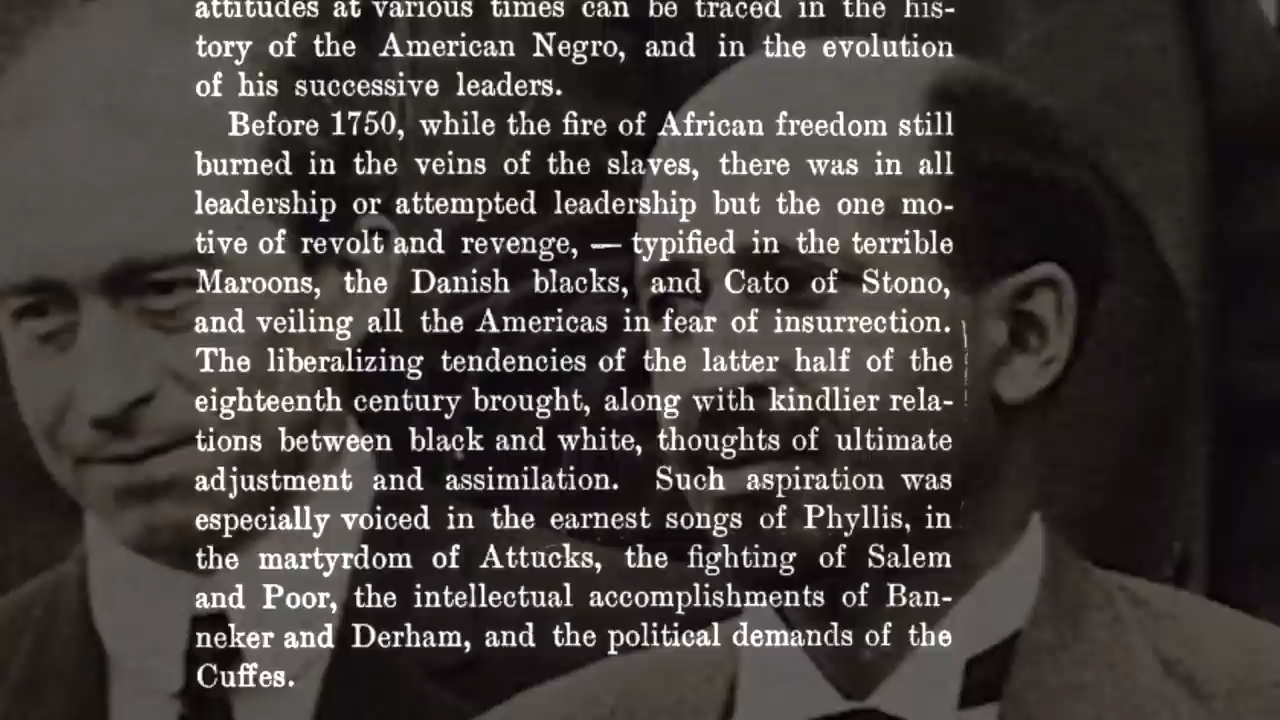 attitudes at various times can be traced in the his-
tory of the American Negro, and in the evolution
of his successive leaders.
Before 1750, while the fire of African freedom still
burned in the veins of the slaves, there was in all
leadership or attempted leadership but the one mo-
tive of revolt and revenge, — typified in the terrible
Maroons, the Danish blacks, and Cato of Stono,
and veiling all the Americas in fear of insurrection.
The liberalizing tendencies of the latter half of the
eighteenth century brought, along with kindlier rela-
tions between black and white, thoughts of ultimate
adjustment and assimilation. Such aspiration was
especially voiced in the earnest songs of Phyllis, in
the martyrdom of Attucks, the fighting of Salem
and Poor, the intellectual accomplishments of Ban-
neker and Derham, and the political demands of the
Cuffes.